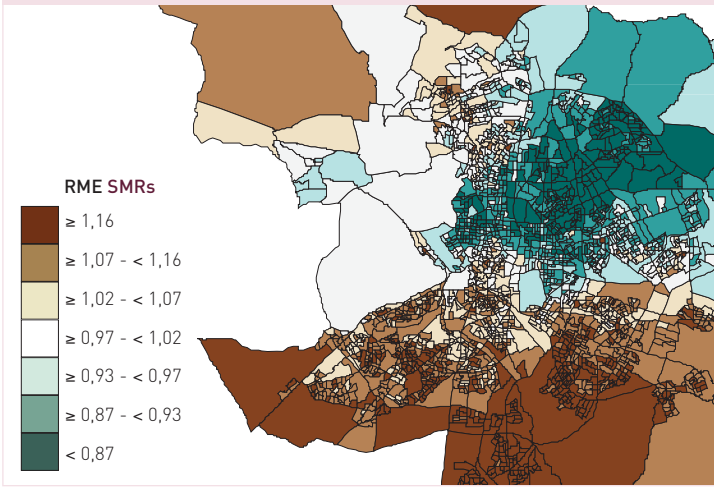 RME SMRs
≥ 1,16
≥ 1,07 - < 1,16
≥ 1,02 - < 1,07
≥ 0,97 - < 1,02
≥ 0,93 - < 0,97
≥ 0,87 - < 0,93
< 0,87